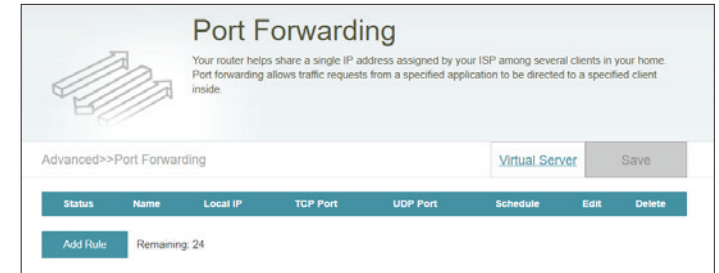 Port Forwarding
Your router helps share a single IP address assigned by your ISP among several clients in your home.
Port forwarding allows traffic requests from a specified application to be directed to a specified client
inside.
Advanced>>Port Forwarding Virtual Server Save
Status Name Local IP TCP Port UDP Port Schedule Edit Delete
Add Rule Remaining: 24